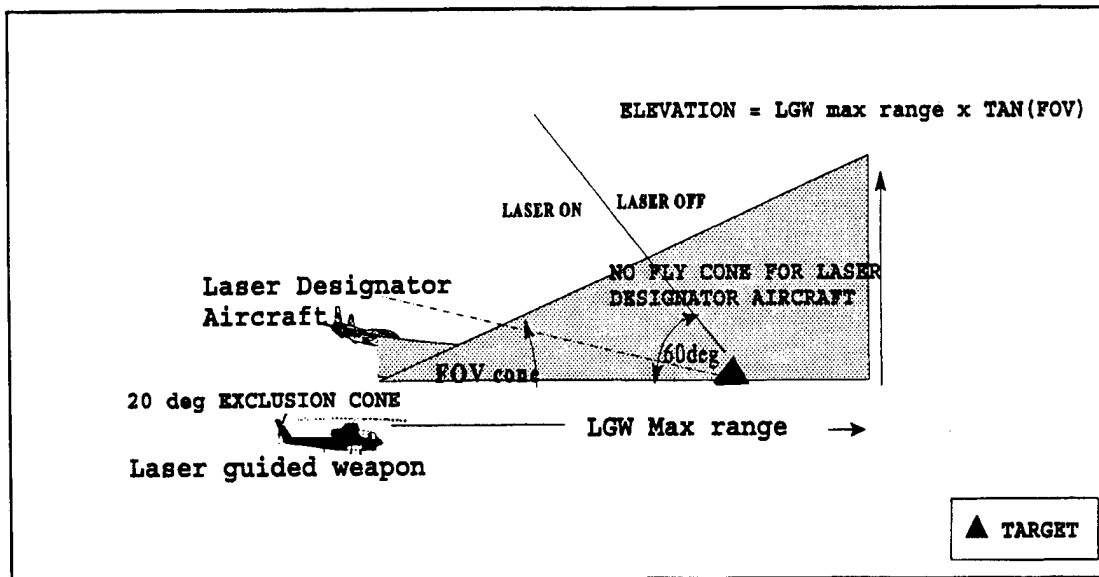 ELEVATION = LGW max range x TAN(FOV)
LASER ON
LASER OFF
NO FLY CONE FOR LASER
DESIGNATOR AIRCRAFT
Laser Designator
Aircraft
60deg
FOV cone
20 deg EXCLUSION CONE
LGW Max range
Laser guided weapon
TARGET